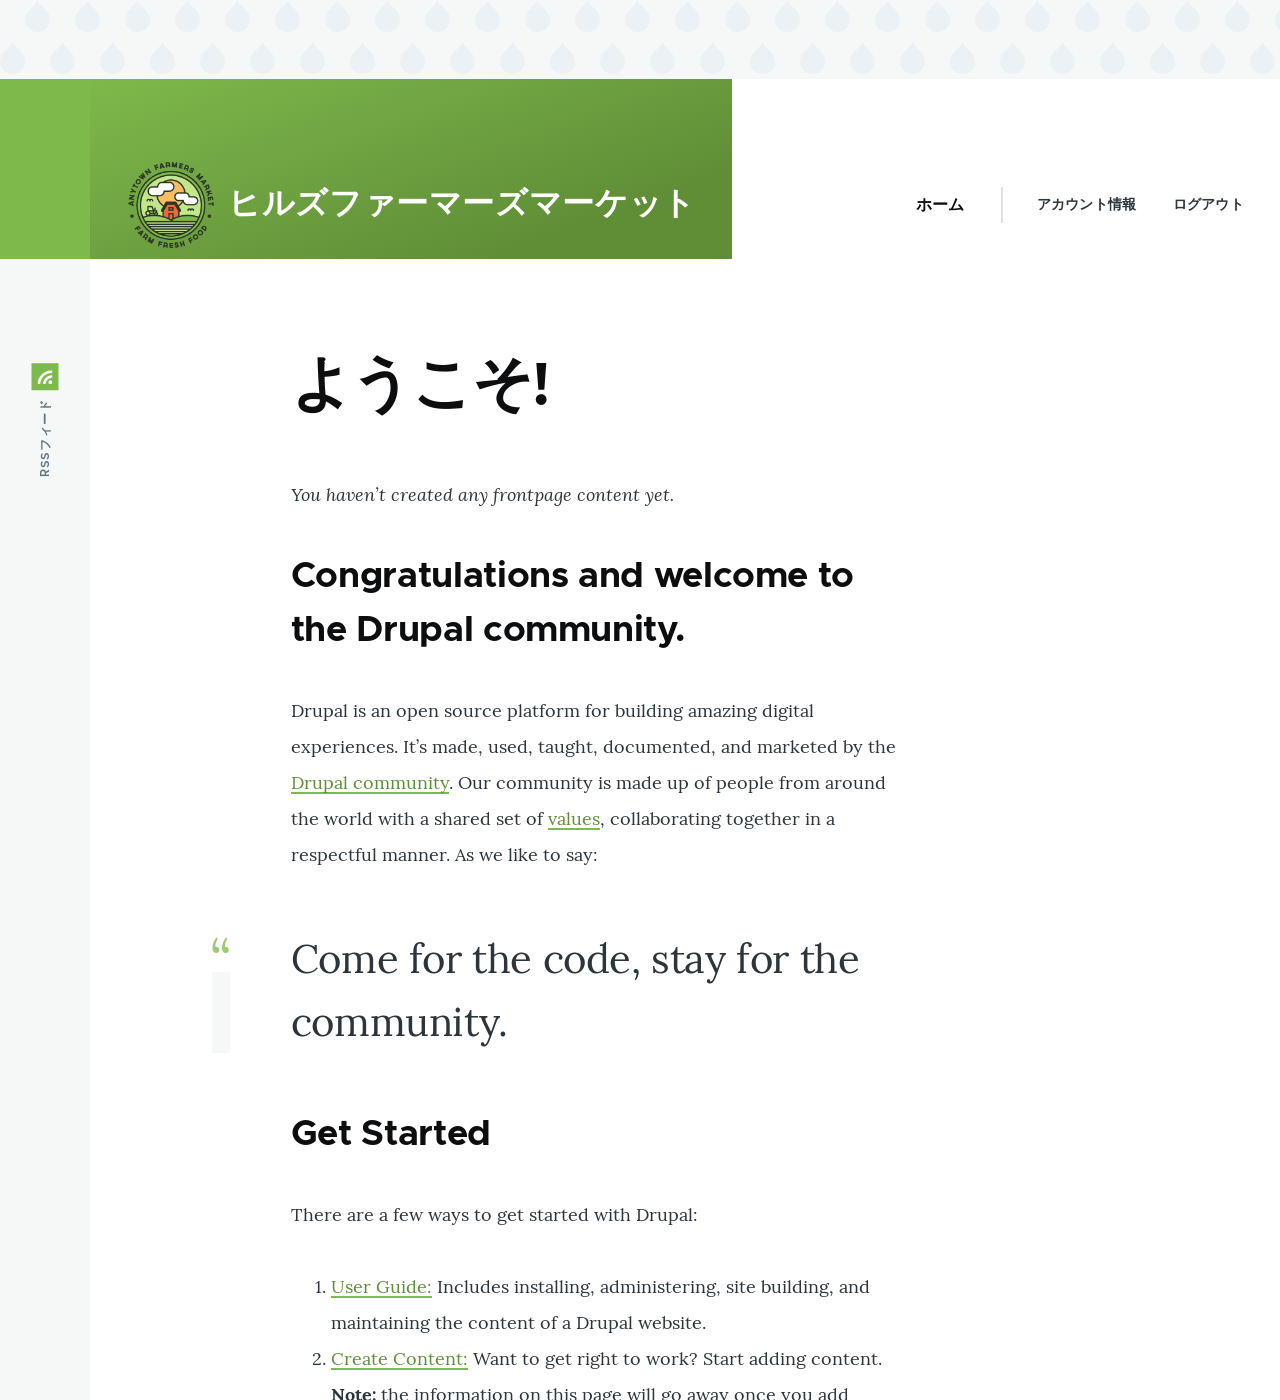 ANYTOWN FARMERS MARKET
FARM FRESH FOOD
ヒルズファーマーズマーケット
ホーム
アカウント情報
ログアウト
RSSフィード
ようこそ!
You haven’t created any frontpage content yet.
Congratulations and welcome to
the Drupal community.
Drupal is an open source platform for building amazing digital
experiences. It’s made, used, taught, documented, and marketed by the
Drupal community. Our community is made up of people from around
the world with a shared set of values, collaborating together in a
respectful manner. As we like to say:
“
Come for the code, stay for the
community.
Get Started
There are a few ways to get started with Drupal:
1. User Guide: Includes installing, administering, site building, and
maintaining the content of a Drupal website.
2. Create Content: Want to get right to work? Start adding content.
Note: the information on this page will go away once you add